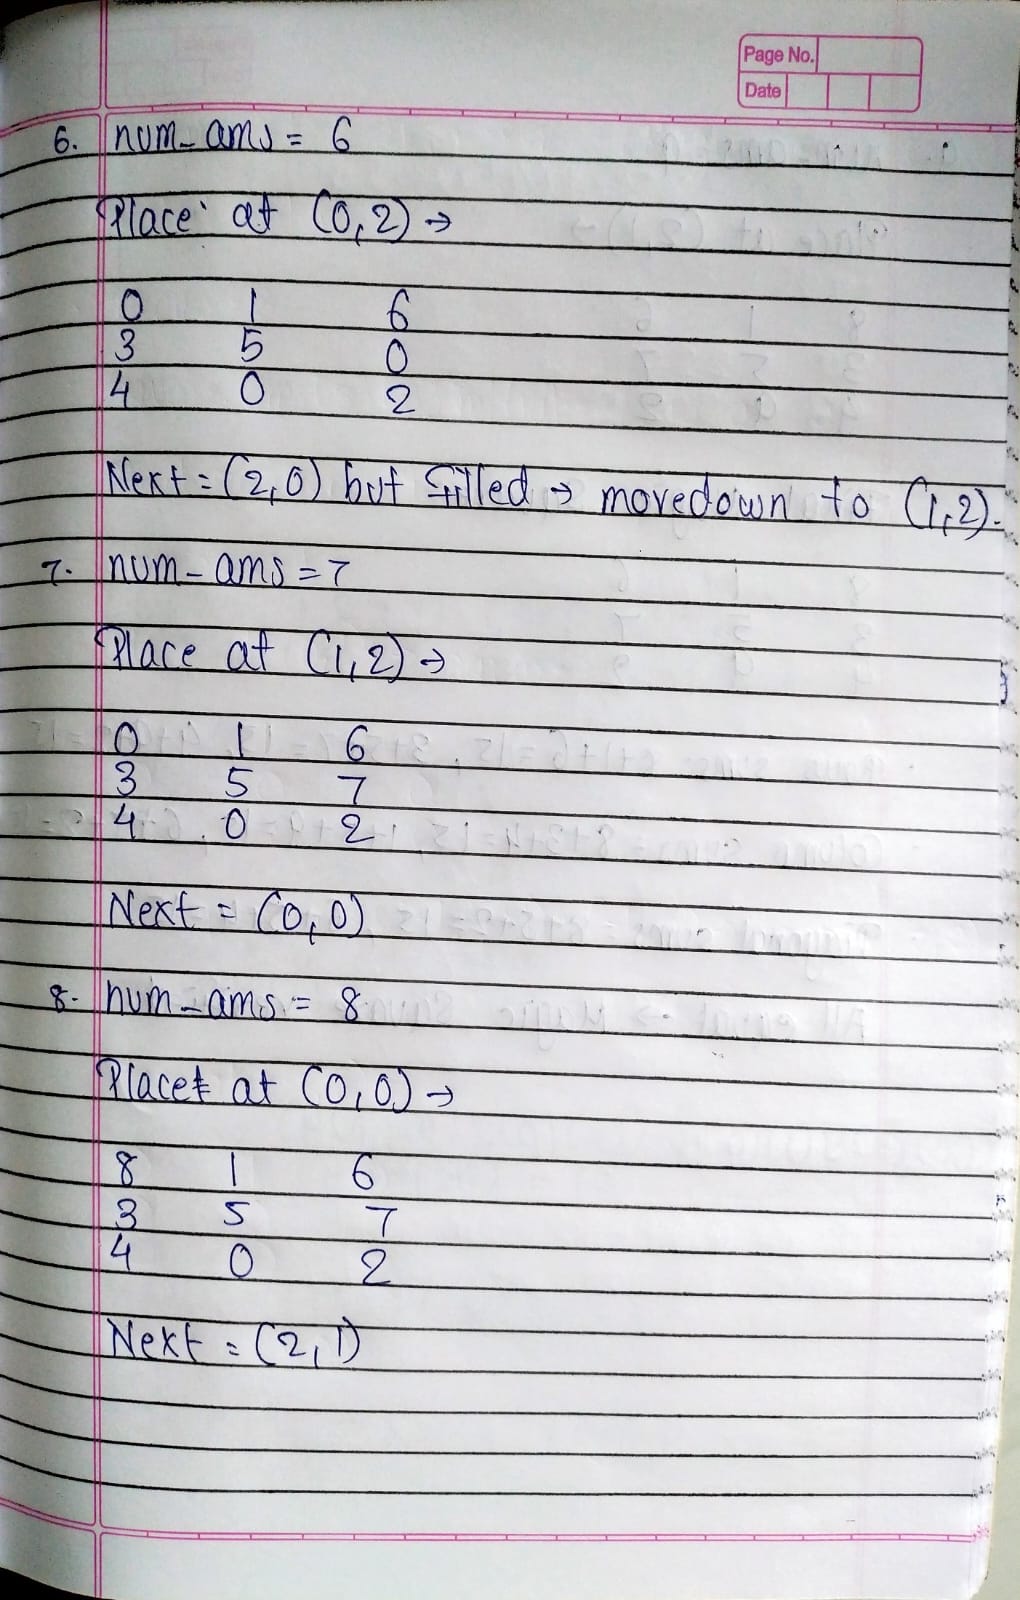 Page No.
Date
6. num_ams = 6
Place at (0,2) →
0 1 6
3 5 0
4 0 2
Next = (2,0) but filled → movedown to (1,2).
7. num_ams = 7
Place at (1,2) →
0 1 6
3 5 7
4 0 2
Next = (0,0)
8. num_ams = 8
Place at (0,0) →
8 1 6
3 5 7
4 0 2
Next = (2,1)